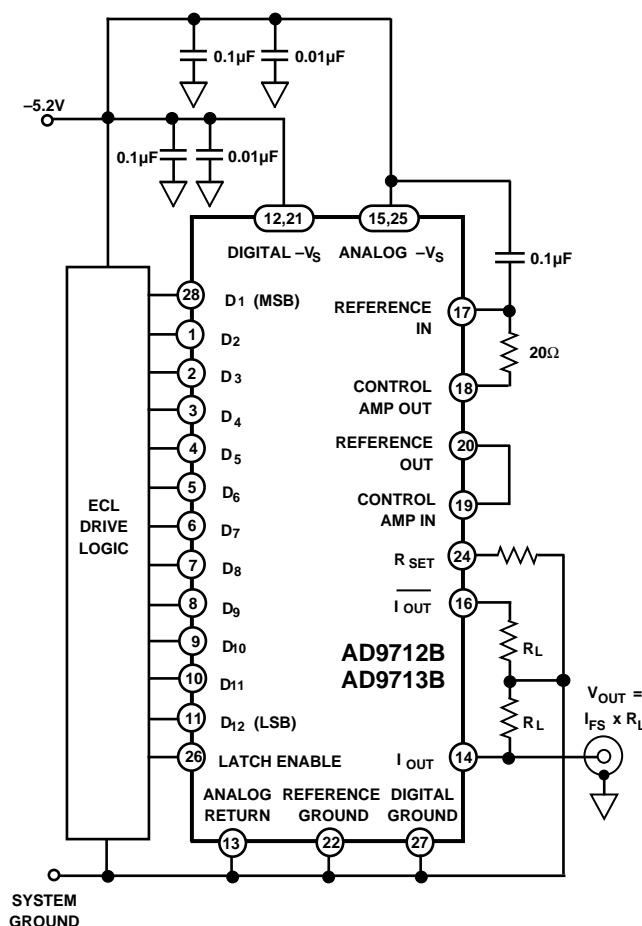 0.1µF
0.01µF
–5.2V
0.1µF
0.01µF
12,21
15,25
DIGITAL –VS
ANALOG –VS
0.1µF
28
D1 (MSB)
REFERENCE
IN
17
1
D2
20Ω
2
D3
CONTROL
AMP OUT
18
3
D4
4
D5
REFERENCE
OUT
20
ECL
DRIVE
LOGIC
5
D6
CONTROL
AMP IN
19
6
D7
7
D8
RSET
24
8
D9
IOUT
16
9
D10
AD9712B
AD9713B
RL
10
D11
11
D12 (LSB)
RL
VOUT =
IFS x RL
26
LATCH ENABLE
IOUT
14
ANALOG
RETURN
REFERENCE
GROUND
DIGITAL
GROUND
13
22
27
SYSTEM
GROUND